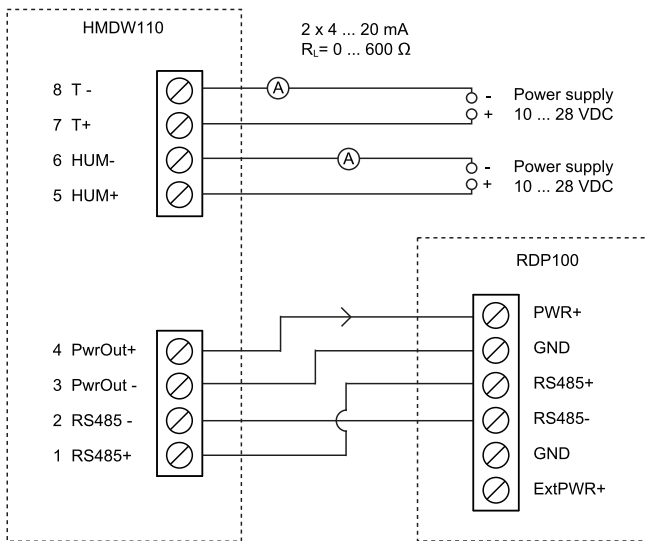 HMDW110
2 x 4 ... 20 mA
RL= 0 ... 600 Ω
8 T -
7 T+
6 HUM-
5 HUM+
A
- Power supply
+ 10 ... 28 VDC
A
- Power supply
+ 10 ... 28 VDC
RDP100
4 PwrOut+
3 PwrOut -
2 RS485 -
1 RS485+
PWR+
GND
RS485+
RS485-
GND
ExtPWR+